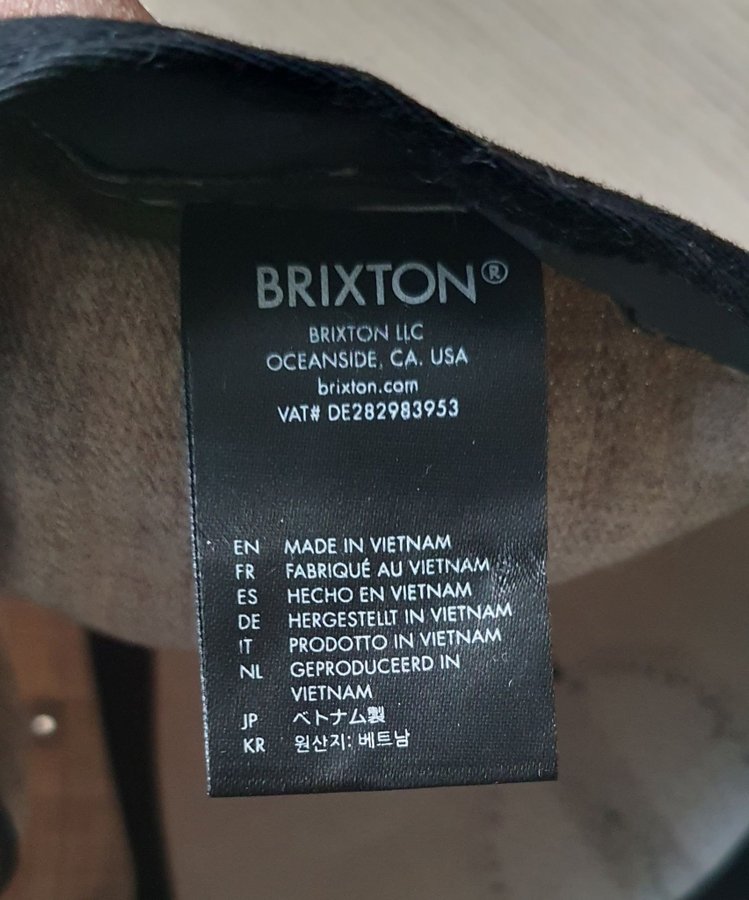 BRIXTON®
BRIXTON LLC
OCEANSIDE, CA. USA
brixton.com
VAT# DE282983953
EN MADE IN VIETNAM
FR FABRIQUÉ AU VIETNAM
ES HECHO EN VIETNAM
DE HERGESTELLT IN VIETNAM
IT PRODOTTO IN VIETNAM
NL GEPRODUCEERD IN
VIETNAM
JP ベトナム製
KR 원산지: 베트남